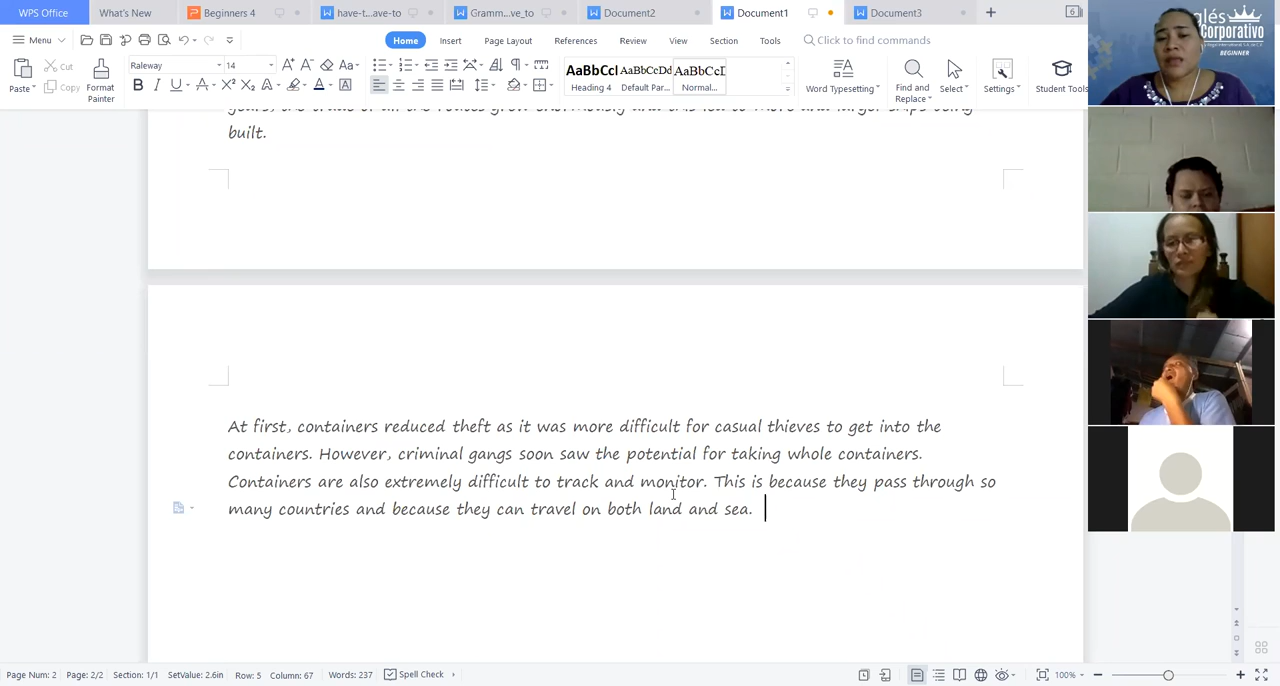 WPS Office What's New Beginners 4 have-t...ave-to Gramm...ve_to Document2 Document1 Document3 6
Menu Home Insert Page Layout References Review View Section Tools Click to find commands
Paste Cut Copy Format Painter Raleway 14 AaBbCcI AaBbCcDd AaBbCcD Word Typesetting Find and Replace Select Settings Student Tools
Heading 4 Default Par... Normal...
glés
Corporativo
BEGINNER
built.
At first, containers reduced theft as it was more difficult for casual thieves to get into the
containers. However, criminal gangs soon saw the potential for taking whole containers.
Containers are also extremely difficult to track and monitor. This is because they pass through so
many countries and because they can travel on both land and sea.
Page Num: 2 Page: 2/2 Section: 1/1 SetValue: 2.6in Row: 5 Column: 67 Words: 237 Spell Check 100%